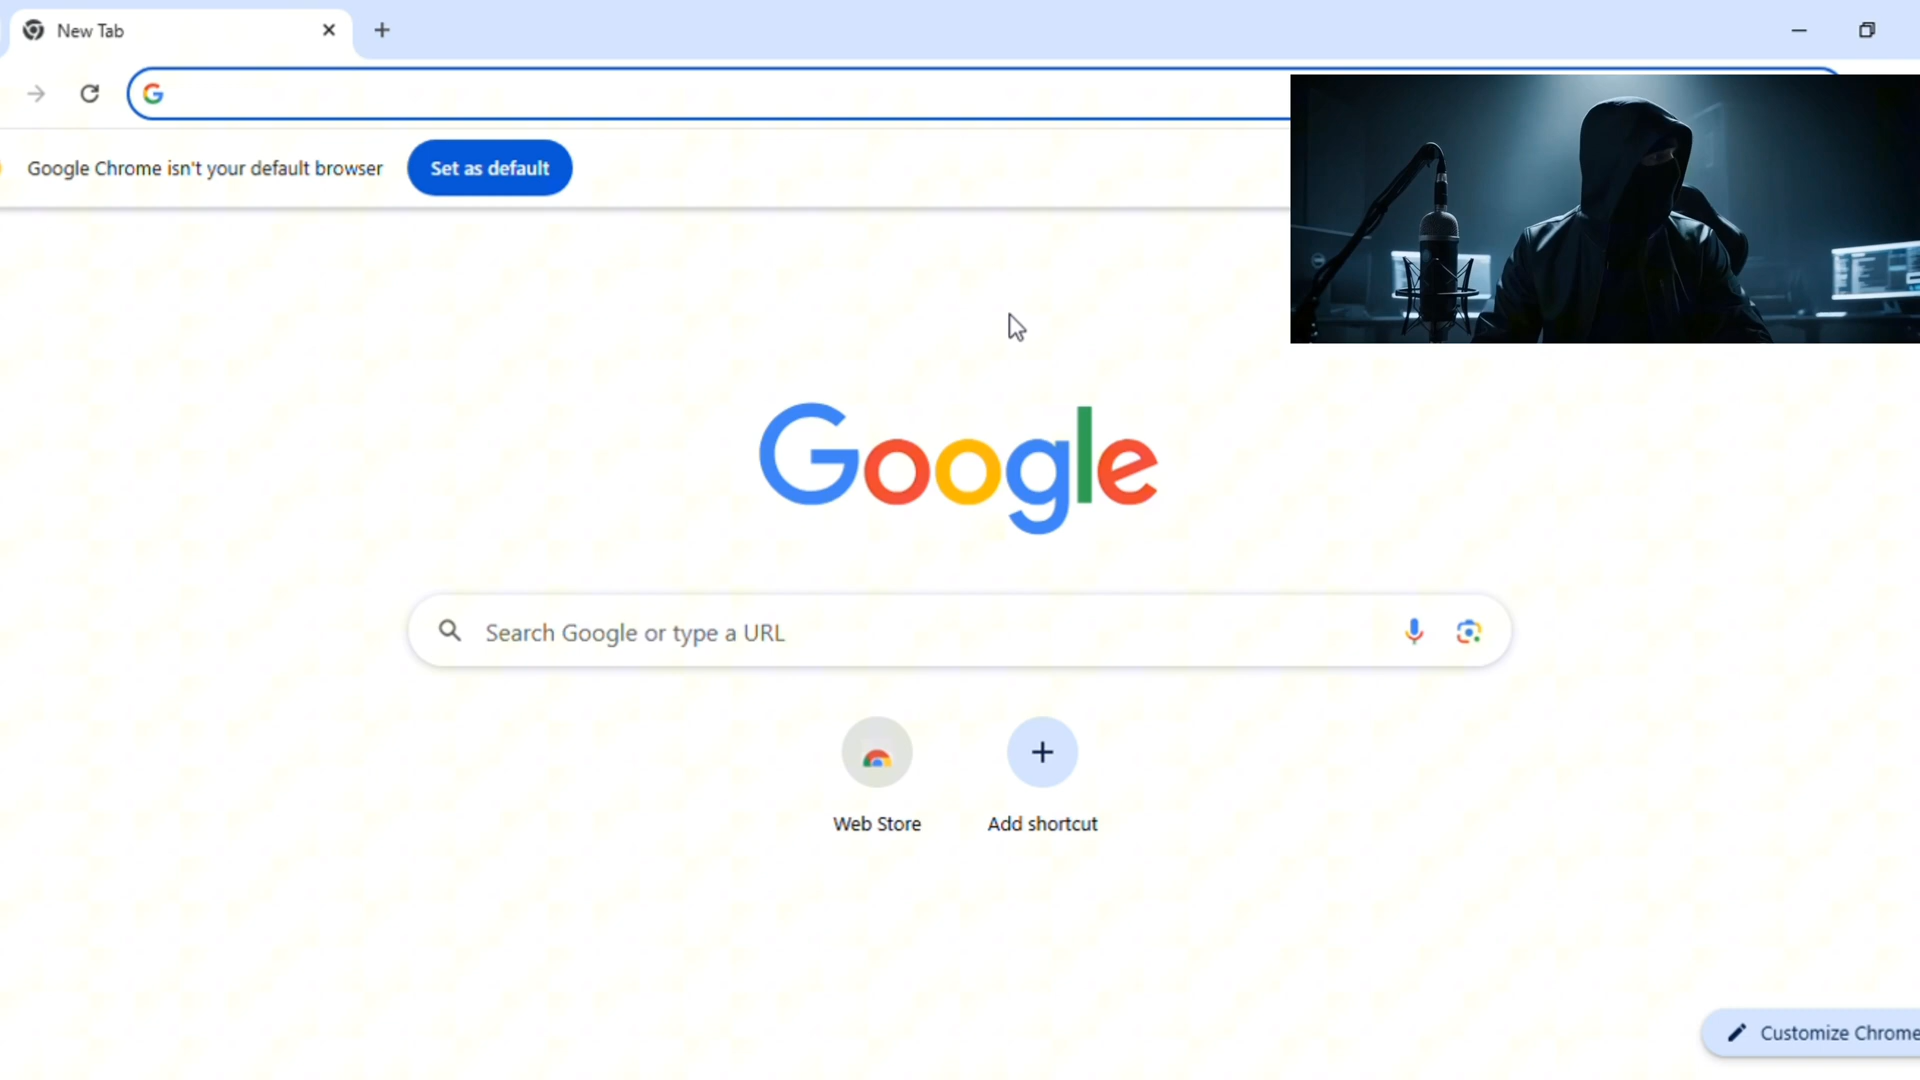 New Tab
Google Chrome isn't your default browser
Set as default
Google
Search Google or type a URL
Web Store
Add shortcut
Customize Chrome